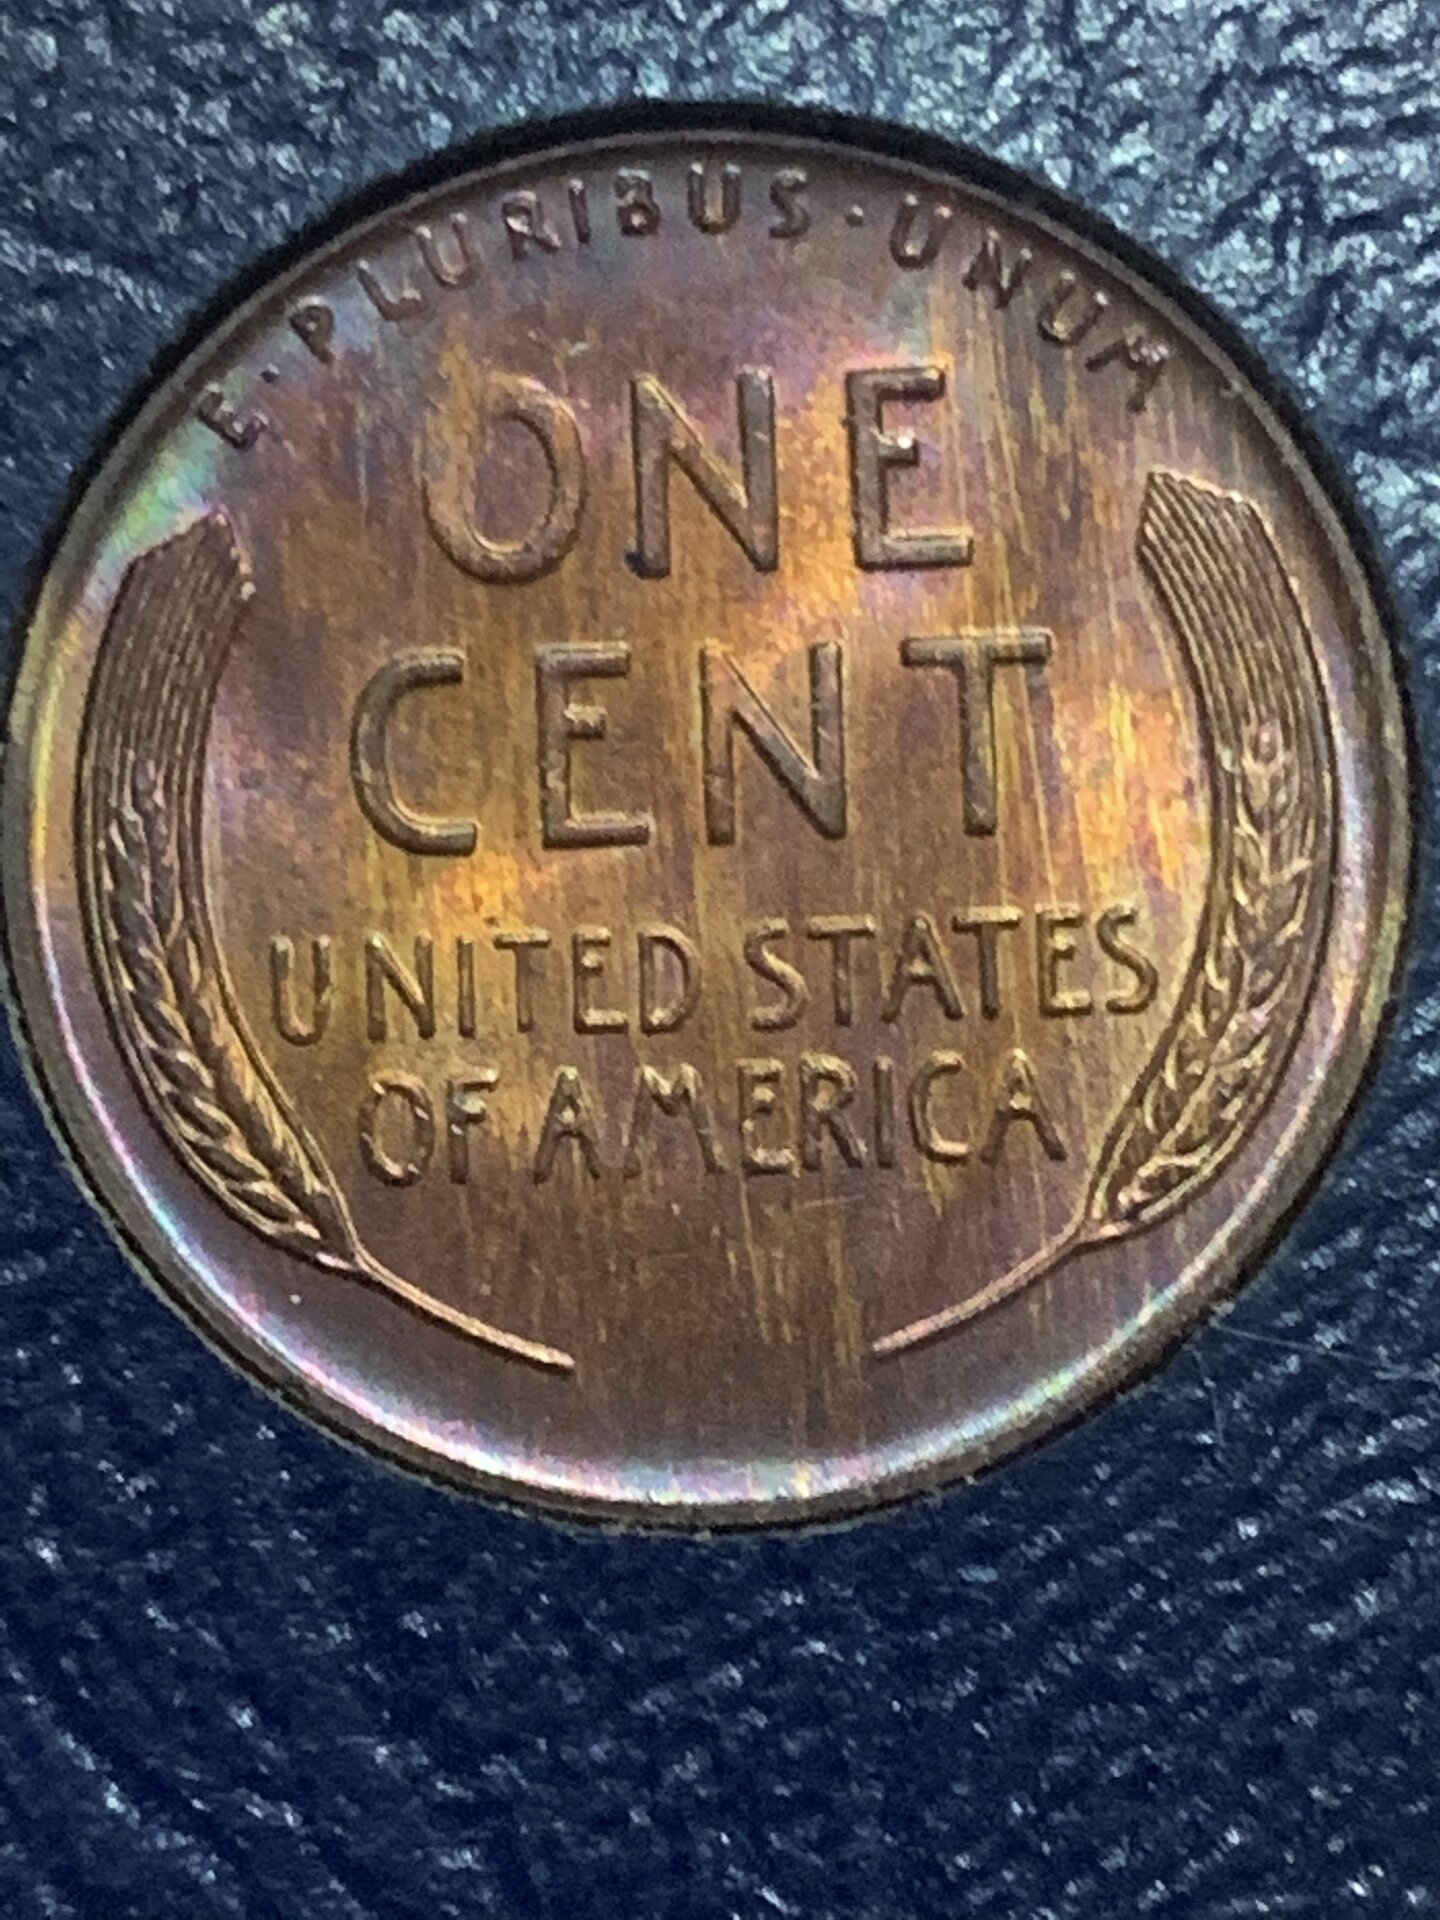 E·PLURIBUS·UNUM
ONE
CENT
UNITED STATES
OF AMERICA